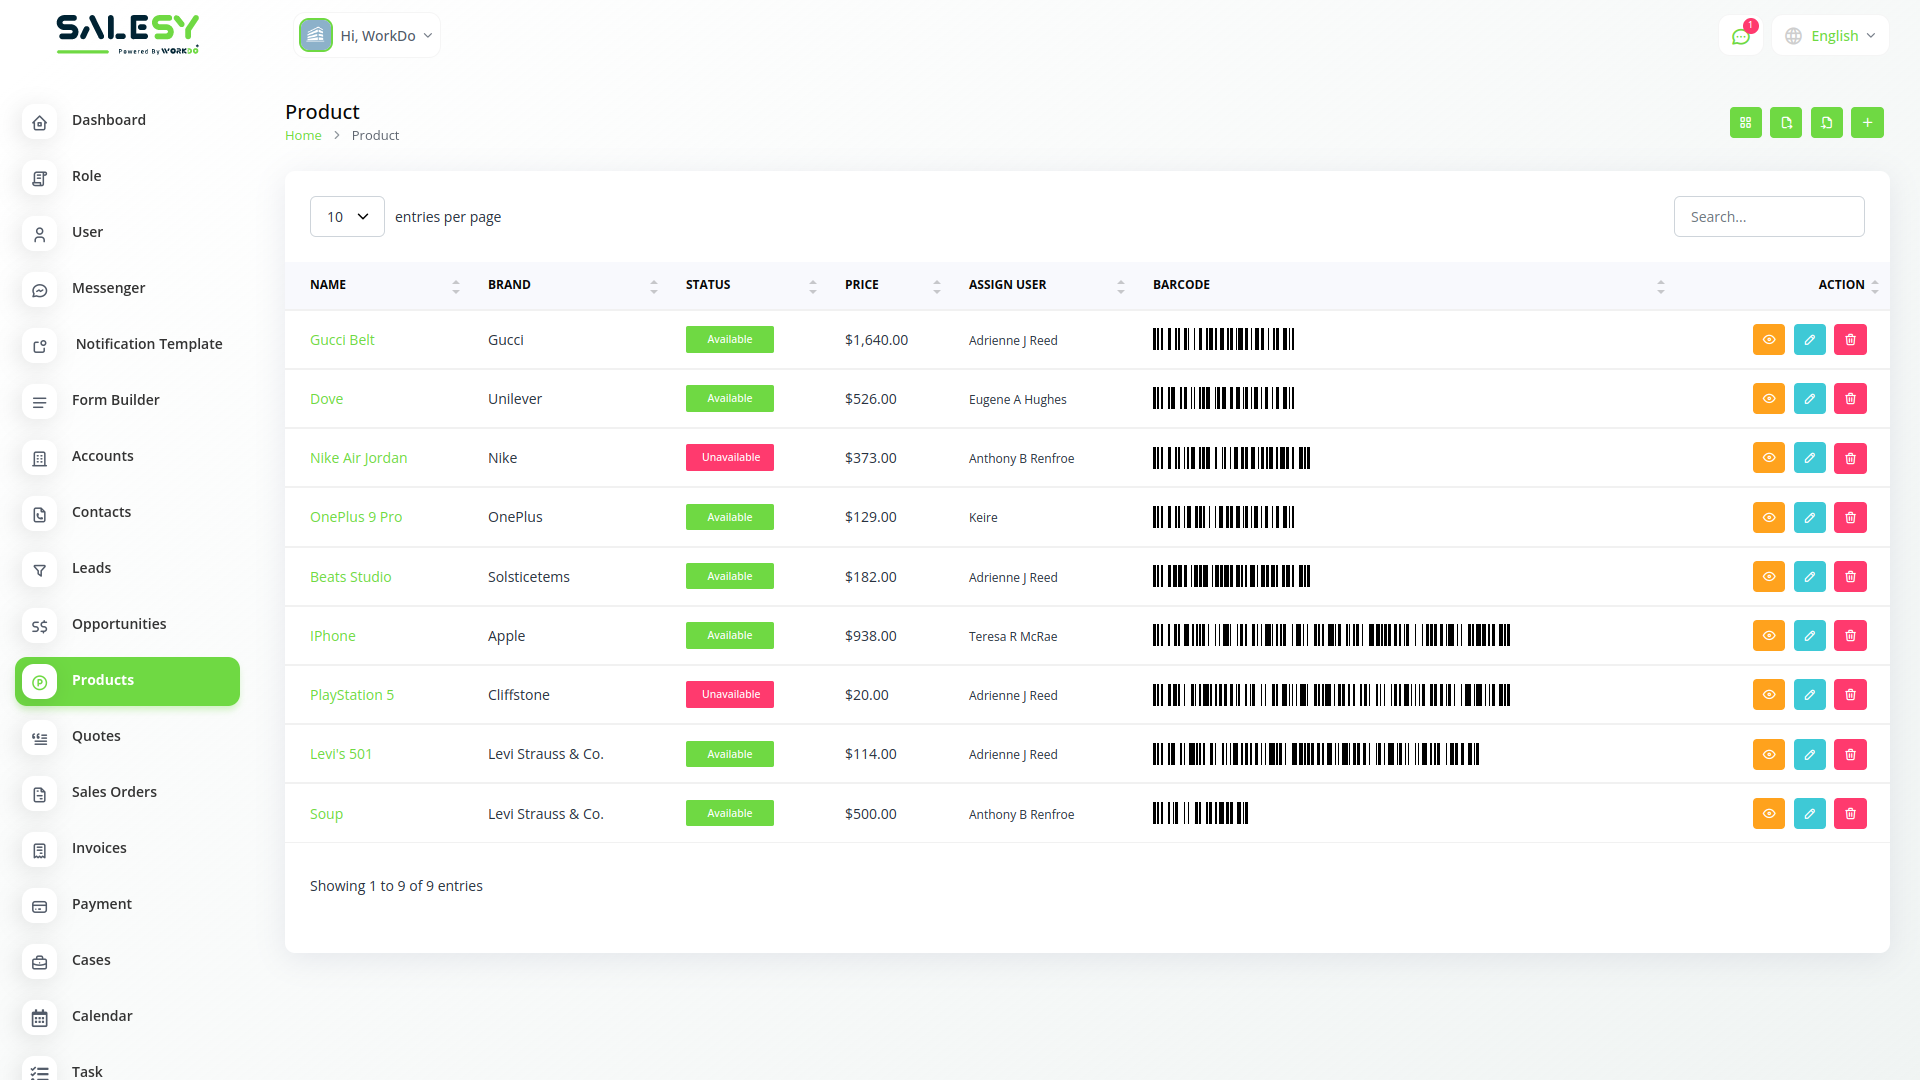 SALESY
Powered By WORKDO
Hi, WorkDo
1
English
Dashboard
Role
User
Messenger
Notification Template
Form Builder
Accounts
Contacts
Leads
S$ Opportunities
Products
Quotes
Sales Orders
Invoices
Payment
Cases
Calendar
Task
Product
Home > Product
10 entries per page
Search...
NAME BRAND STATUS PRICE ASSIGN USER BARCODE ACTION
Gucci Belt Gucci Available $1,640.00 Adrienne J Reed
Dove Unilever Available $526.00 Eugene A Hughes
Nike Air Jordan Nike Unavailable $373.00 Anthony B Renfroe
OnePlus 9 Pro OnePlus Available $129.00 Keire
Beats Studio Solsticetems Available $182.00 Adrienne J Reed
IPhone Apple Available $938.00 Teresa R McRae
PlayStation 5 Cliffstone Unavailable $20.00 Adrienne J Reed
Levi's 501 Levi Strauss & Co. Available $114.00 Adrienne J Reed
Soup Levi Strauss & Co. Available $500.00 Anthony B Renfroe
Showing 1 to 9 of 9 entries